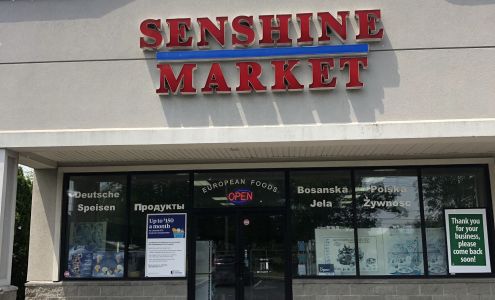 SENSHINE
MARKET
EUROPEAN FOODS
OPEN
Deutsche
Speisen
Продукты
Bosanska
Jela
Polska
Żywność
Up to $150
a month
Thank you
for your
business,
please
come back
soon!